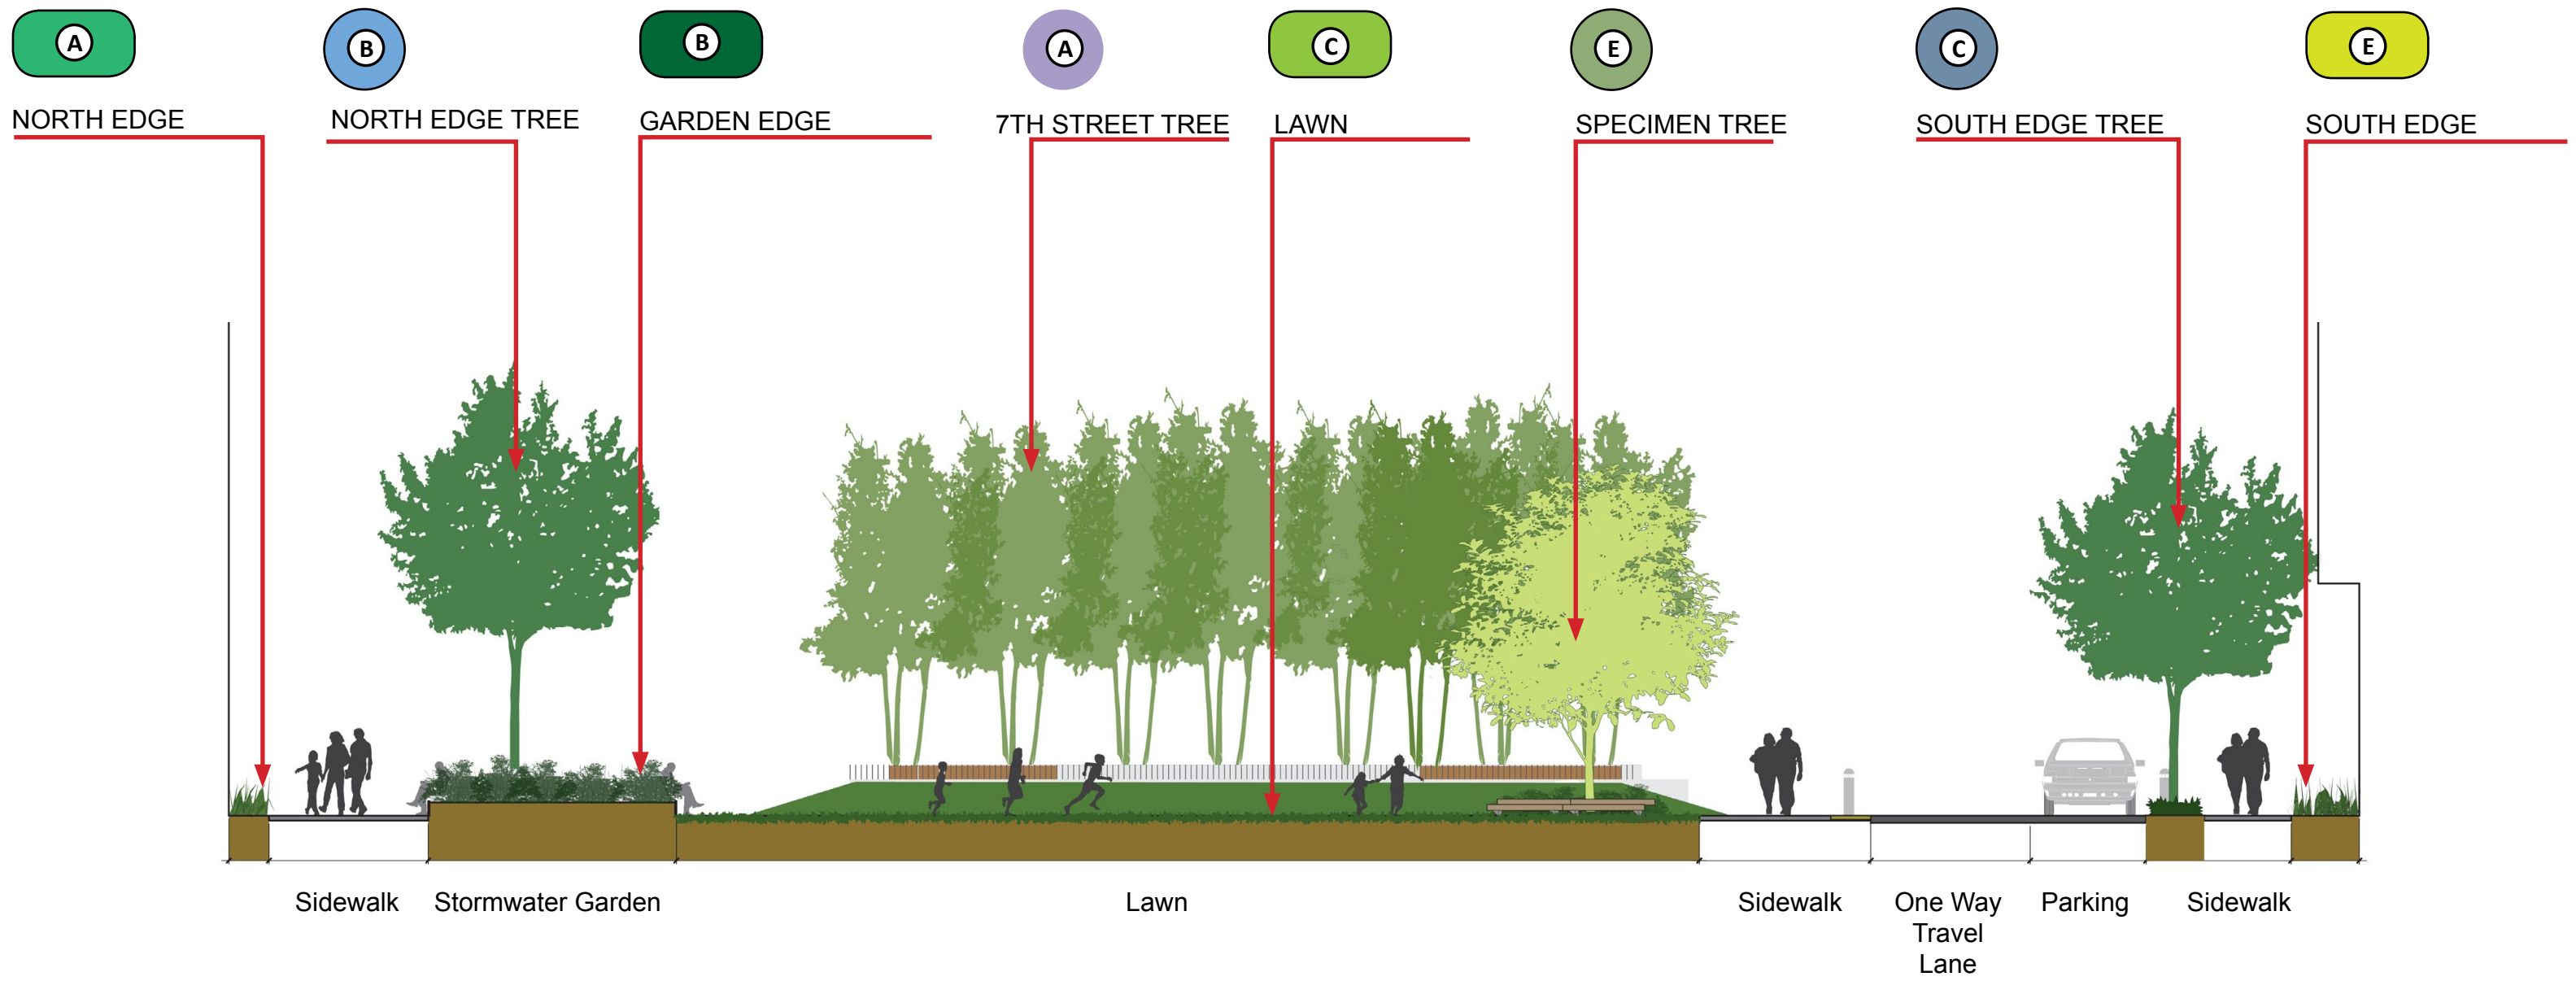 A
B
B
A
C
E
C
E
NORTH EDGE
NORTH EDGE TREE
GARDEN EDGE
7TH STREET TREE
LAWN
SPECIMEN TREE
SOUTH EDGE TREE
SOUTH EDGE
Sidewalk
Stormwater Garden
Lawn
Sidewalk
One Way
Travel
Lane
Parking
Sidewalk